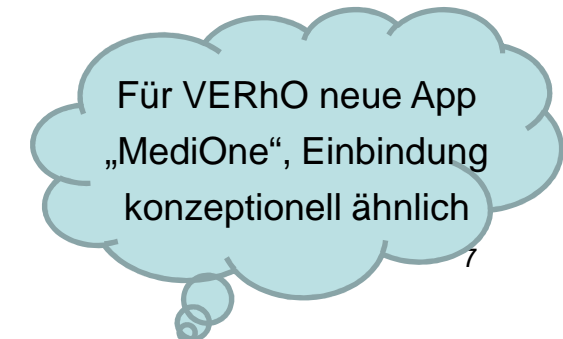 Für VERhO neue App
„MediOne“, Einbindung
konzeptionell ähnlich
7